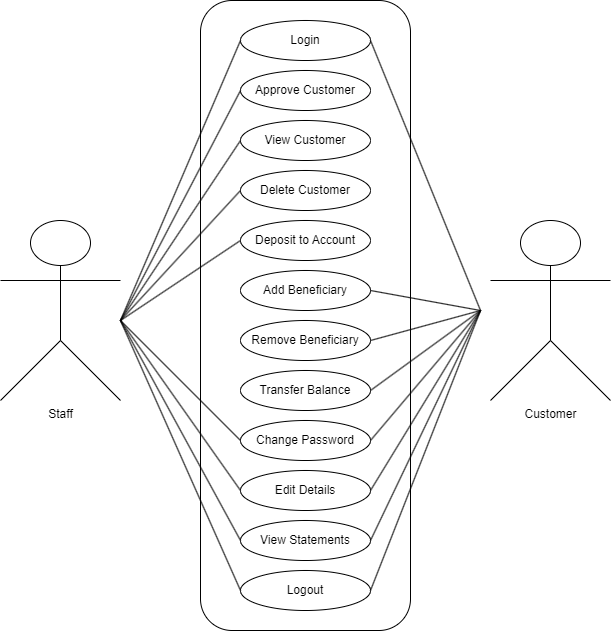 Login
Approve Customer
View Customer
Delete Customer
Deposit to Account
Add Beneficiary
Remove Beneficiary
Transfer Balance
Change Password
Edit Details
View Statements
Logout
Staff
Customer